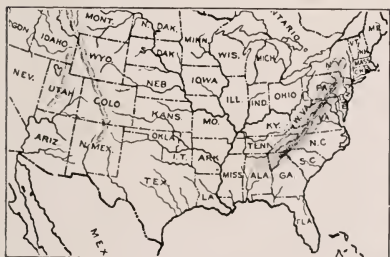 ONTARIO
MONT.
N. DAK.
MINN.
ME.
GON.
IDAHO
VT.
N.H.
WYO.
S. DAK.
WIS.
MICH.
N.Y.
MASS
NEV.
NEB.
IOWA
PA.
UTAH
COLO
ILL
IND.
OHIO
W.VA.
VA.
KANS.
MO.
KY.
ARIZ
N. MEX.
OKLA.
I.T.
ARK.
TENN.
N.C
S.C.
TEX.
MISS
ALA
GA.
LA.
FLA
MEX